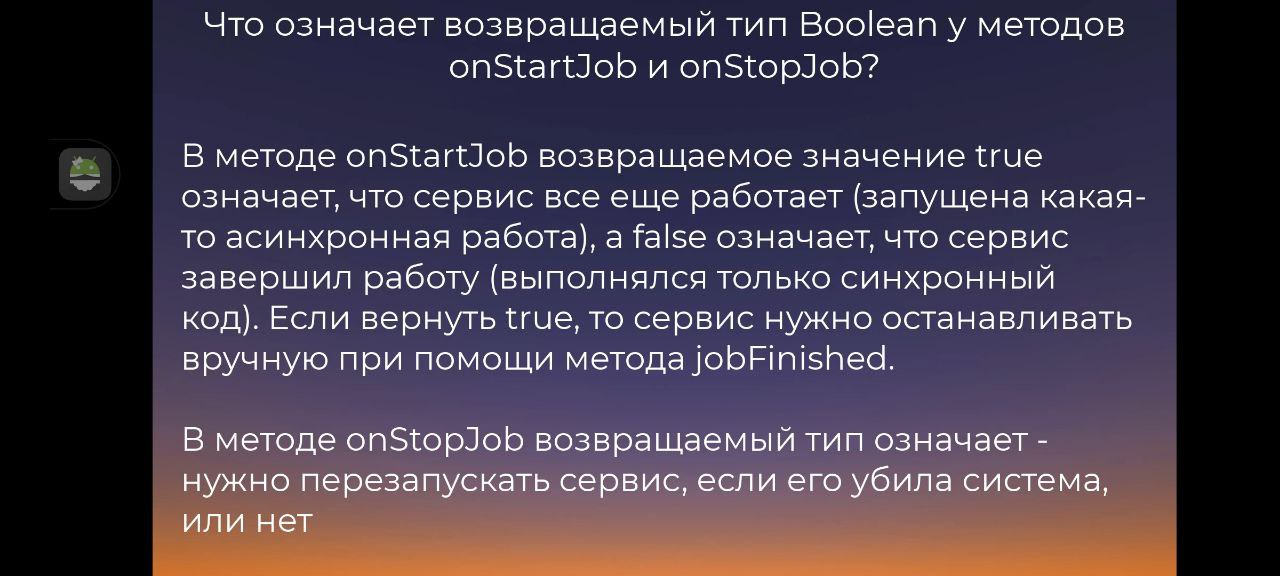 Что означает возвращаемый тип Boolean у методов
onStartJob и onStopJob?
В методе onStartJob возвращаемое значение true
означает, что сервис все еще работает (запущена какая-
то асинхронная работа), а false означает, что сервис
завершил работу (выполнялся только синхронный
код). Если вернуть true, то сервис нужно останавливать
вручную при помощи метода jobFinished.
В методе onStopJob возвращаемый тип означает -
нужно перезапускать сервис, если его убила система,
или нет